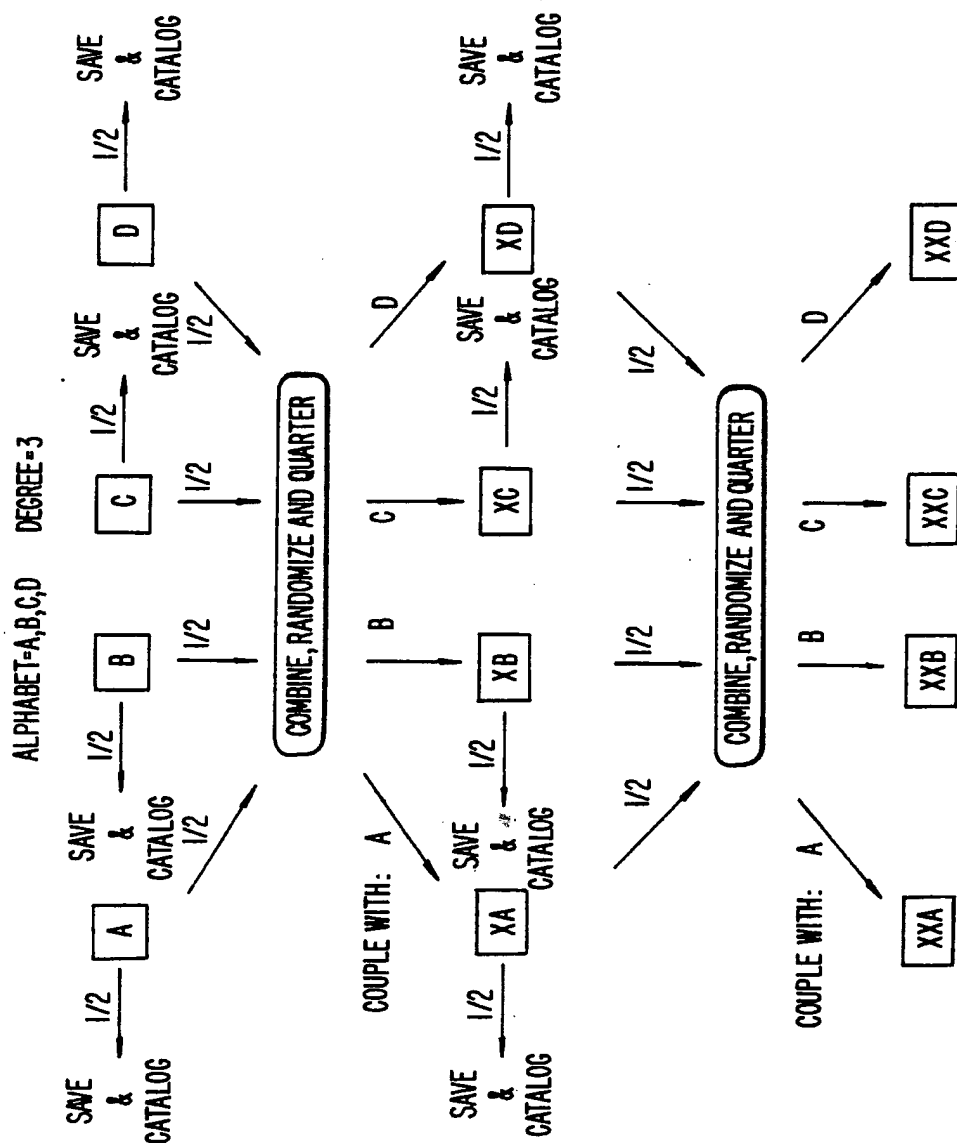 ALPHABET=A,B,C,D DEGREE=3
SAVE
&
CATALOG
1/2
A
1/2
SAVE
&
CATALOG
1/2
B
1/2
C
1/2
1/2
SAVE
&
CATALOG
D
1/2
1/2
SAVE
&
CATALOG
COMBINE, RANDOMIZE AND QUARTER
COUPLE WITH:
A
B
C
D
SAVE
&
CATALOG
1/2
XA
SAVE
&
CATALOG
1/2
XB
XC
1/2
SAVE
&
CATALOG
XD
1/2
SAVE
&
CATALOG
1/2
1/2
1/2
1/2
COMBINE, RANDOMIZE AND QUARTER
COUPLE WITH:
A
B
C
D
XXA
XXB
XXC
XXD